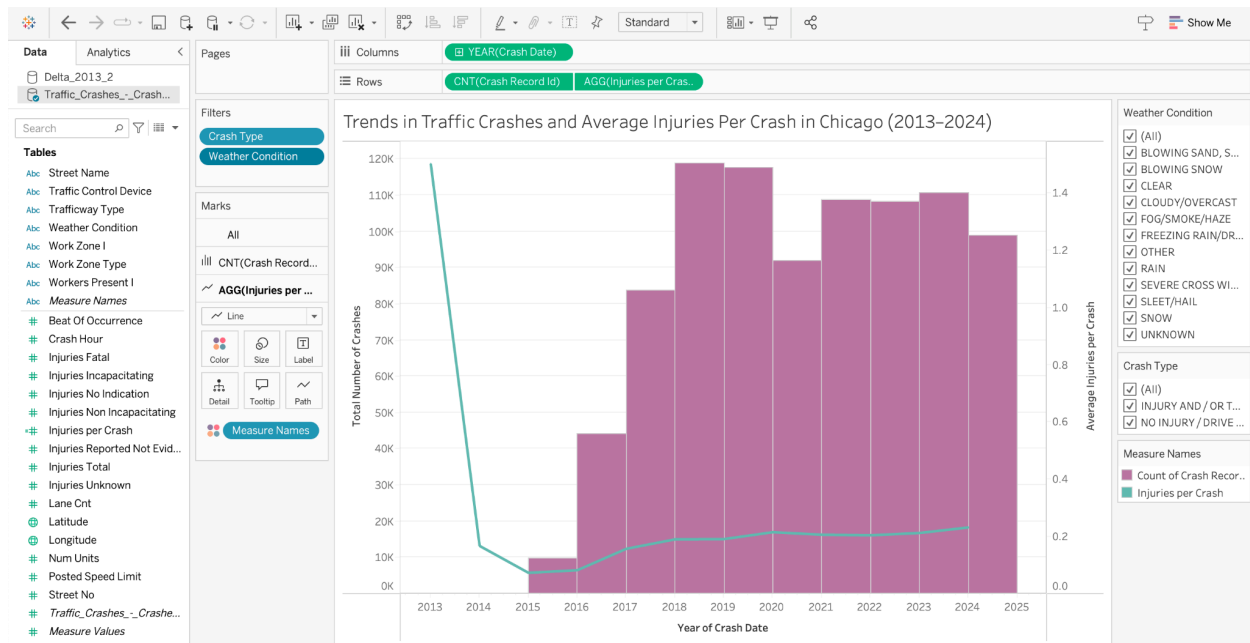 Standard
Show Me
Data
Analytics
Delta_2013_2
Traffic_Crashes_-_Crash...
Search
Tables
Abc Street Name
Abc Traffic Control Device
Abc Trafficway Type
Abc Weather Condition
Abc Work Zone I
Abc Work Zone Type
Abc Workers Present I
Abc Measure Names
# Beat Of Occurrence
# Crash Hour
# Injuries Fatal
# Injuries Incapacitating
# Injuries No Indication
# Injuries Non Incapacitating
=# Injuries per Crash
# Injuries Reported Not Evid...
# Injuries Total
# Injuries Unknown
# Lane Cnt
Latitude
Longitude
# Num Units
# Posted Speed Limit
# Street No
# Traffic_Crashes_-_Crashe...
# Measure Values
Pages
Filters
Crash Type
Weather Condition
Marks
All
CNT(Crash Record...
AGG(Injuries per ...
Line
Color Size Label
Detail Tooltip Path
Measure Names
Columns
YEAR(Crash Date)
Rows
CNT(Crash Record Id) AGG(Injuries per Cras..
Trends in Traffic Crashes and Average Injuries Per Crash in Chicago (2013–2024)
Total Number of Crashes
120K
110K
100K
90K
80K
70K
60K
50K
40K
30K
20K
10K
0K
2013 2014 2015 2016 2017 2018 2019 2020 2021 2022 2023 2024 2025
Year of Crash Date
1.4
1.2
1.0
0.8
0.6
0.4
0.2
0.0
Average Injuries per Crash
Weather Condition
(All)
BLOWING SAND, S...
BLOWING SNOW
CLEAR
CLOUDY/OVERCAST
FOG/SMOKE/HAZE
FREEZING RAIN/DR...
OTHER
RAIN
SEVERE CROSS WI...
SLEET/HAIL
SNOW
UNKNOWN
Crash Type
(All)
INJURY AND / OR T...
NO INJURY / DRIVE ...
Measure Names
Count of Crash Recor..
Injuries per Crash